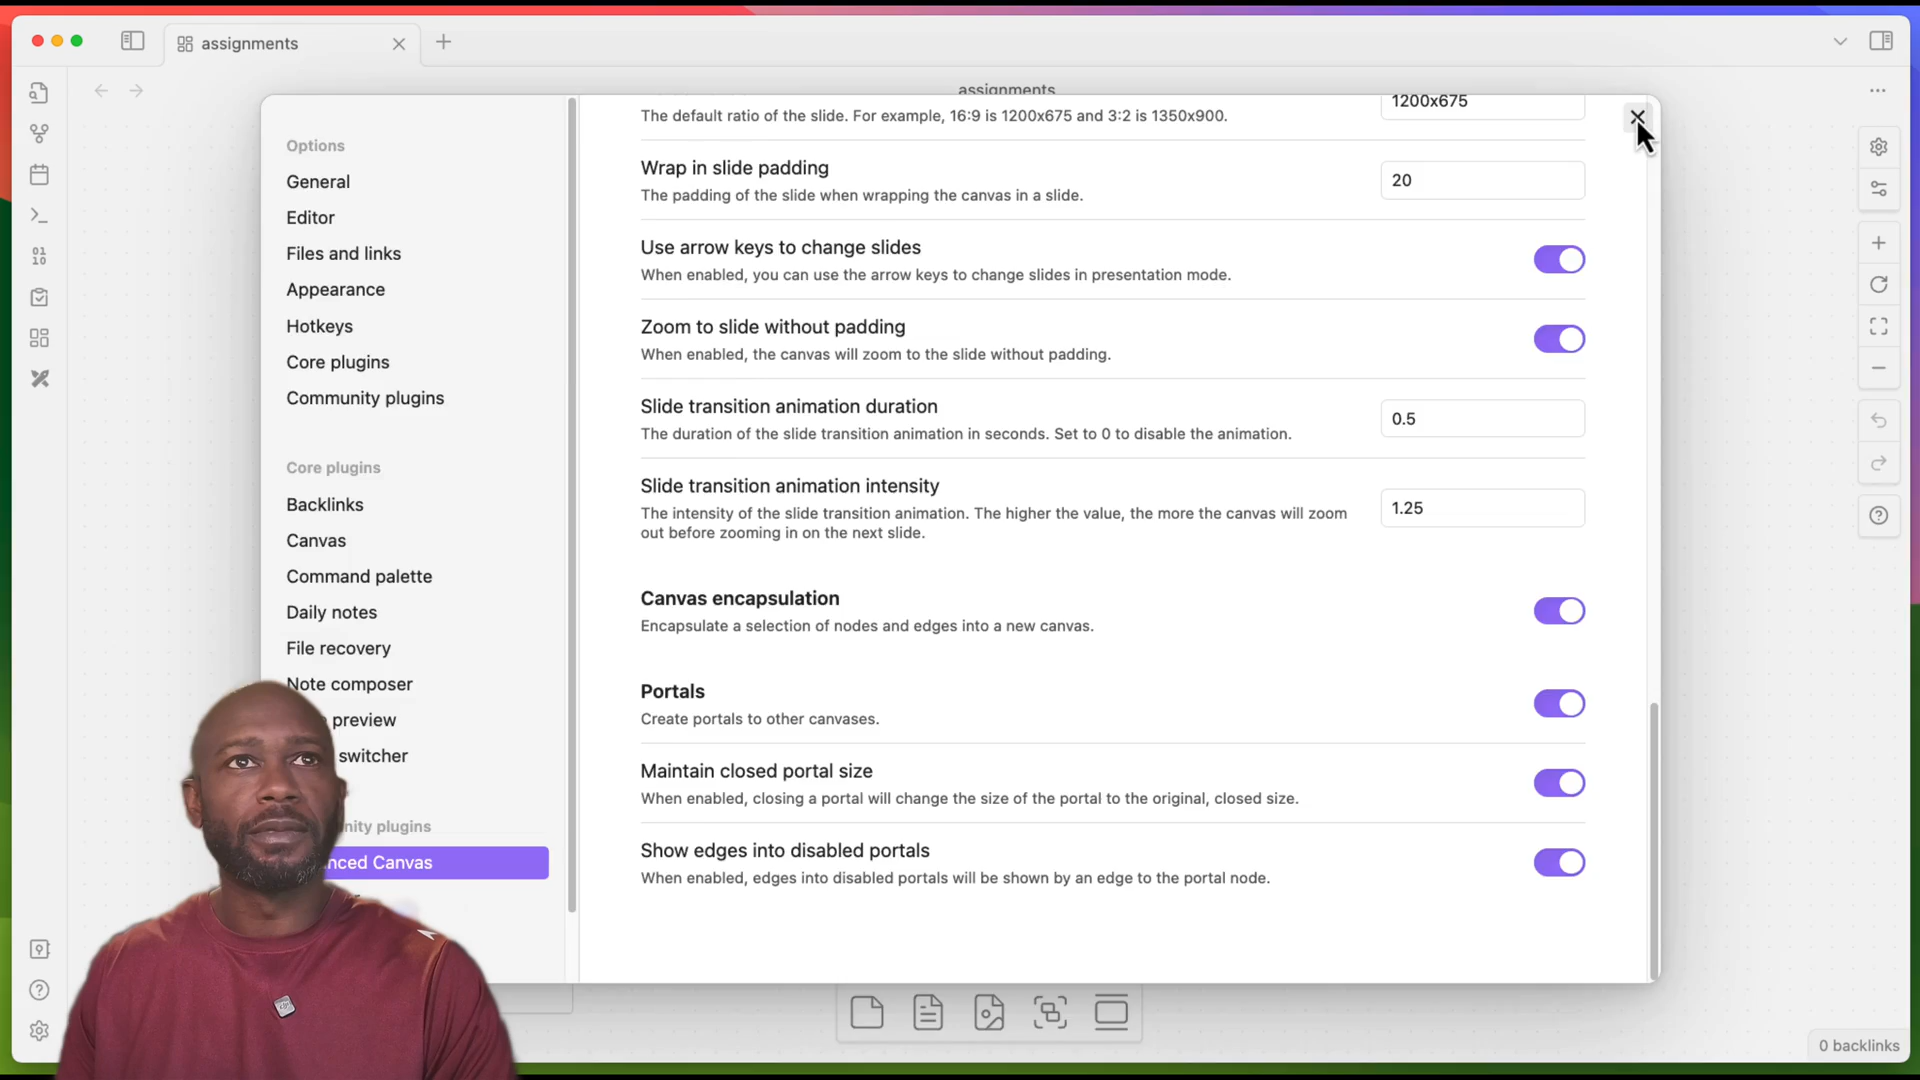 assignments
assignments
1200x675
The default ratio of the slide. For example, 16:9 is 1200x675 and 3:2 is 1350x900.
Options
General
Editor
Files and links
Appearance
Hotkeys
Core plugins
Community plugins
Core plugins
Backlinks
Canvas
Command palette
Daily notes
File recovery
Note composer
preview
switcher
nity plugins
nced Canvas
Wrap in slide padding
The padding of the slide when wrapping the canvas in a slide.
20
Use arrow keys to change slides
When enabled, you can use the arrow keys to change slides in presentation mode.
Zoom to slide without padding
When enabled, the canvas will zoom to the slide without padding.
Slide transition animation duration
The duration of the slide transition animation in seconds. Set to 0 to disable the animation.
0.5
Slide transition animation intensity
The intensity of the slide transition animation. The higher the value, the more the canvas will zoom
out before zooming in on the next slide.
1.25
Canvas encapsulation
Encapsulate a selection of nodes and edges into a new canvas.
Portals
Create portals to other canvases.
Maintain closed portal size
When enabled, closing a portal will change the size of the portal to the original, closed size.
Show edges into disabled portals
When enabled, edges into disabled portals will be shown by an edge to the portal node.
0 backlinks